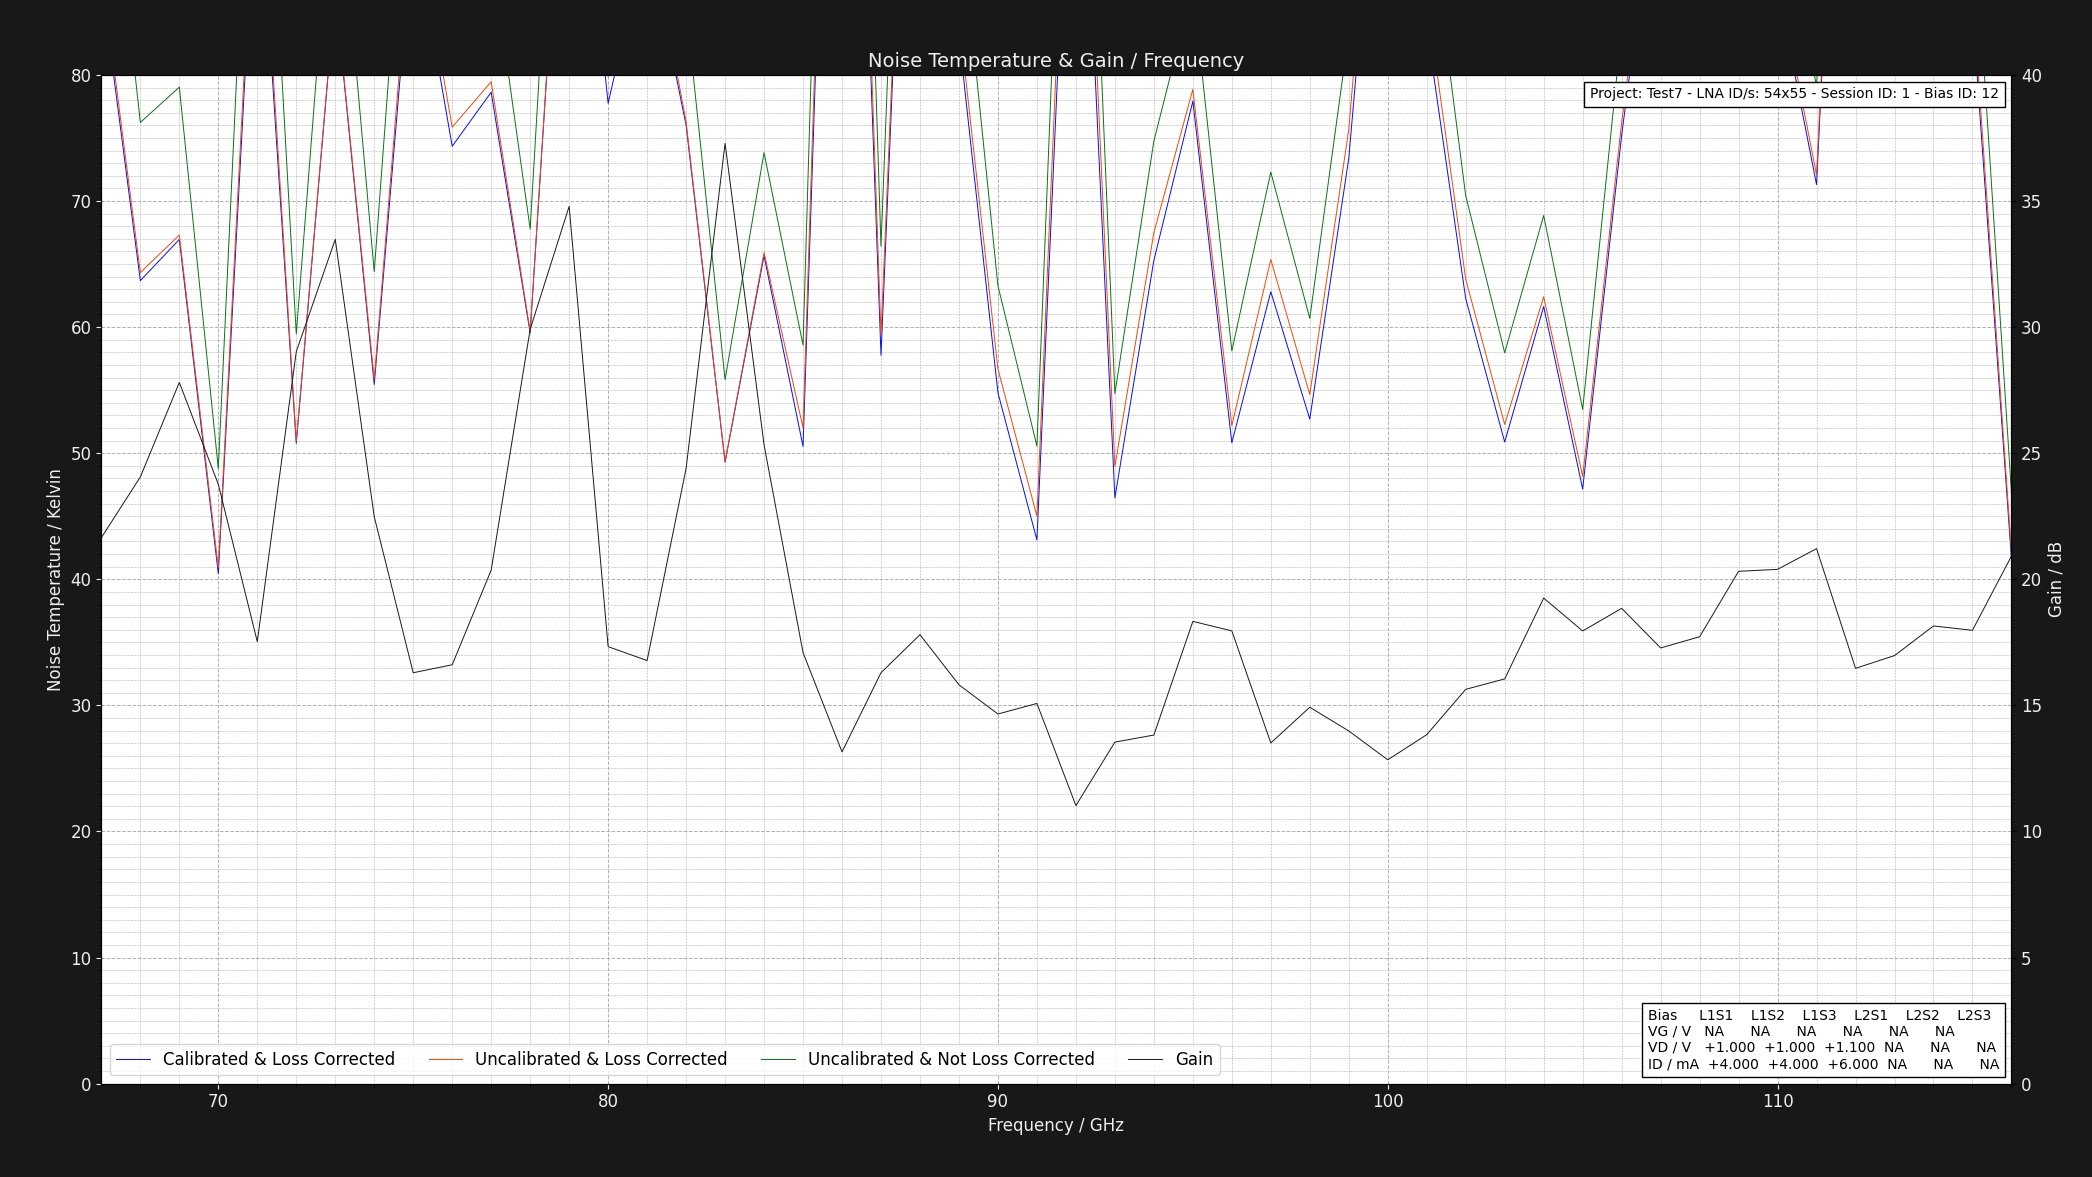 Noise Temperature & Gain / Frequency
Project: Test7 - LNA ID/s: 54x55 - Session ID: 1 - Bias ID: 12
80
70
60
50
40
30
20
10
0
Noise Temperature / Kelvin
40
35
30
25
20
15
10
5
0
Gain / dB
Bias L1S1 L1S2 L1S3 L2S1 L2S2 L2S3
VG / V NA NA NA NA NA NA
VD / V +1.000 +1.000 +1.100 NA NA NA
ID / mA +4.000 +4.000 +6.000 NA NA NA
Calibrated & Loss Corrected Uncalibrated & Loss Corrected Uncalibrated & Not Loss Corrected Gain
70 80 90 100 110
Frequency / GHz